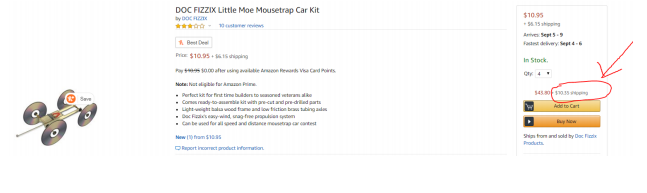 DOC FIZZIX Little Moe Mousetrap Car Kit
by DOC FIZZIX
10 customer reviews
Best Deal
Price: $10.95 + $6.15 shipping
Pay $10.95 $0.00 after using available Amazon Rewards Visa Card Points.
Note: Not eligible for Amazon Prime.
Perfect kit for first time builders to seasoned veterans alike
Comes ready-to-assemble kit with pre-cut and pre-drilled parts
Light-weight balsa wood frame and low friction brass tubing axles
Doc Fizzix's easy-wind, snag-free propulsion system
Can be used for all speed and distance mousetrap car contest
New (1) from $10.95
Report incorrect product information.
Save
$10.95
+ $6.15 shipping
Arrives: Sept 5 - 9
Fastest delivery: Sept 4 - 6
In Stock.
Qty: 4
$43.80 + $10.35 shipping
Add to Cart
Buy Now
Ships from and sold by Doc Fizzix
Products.